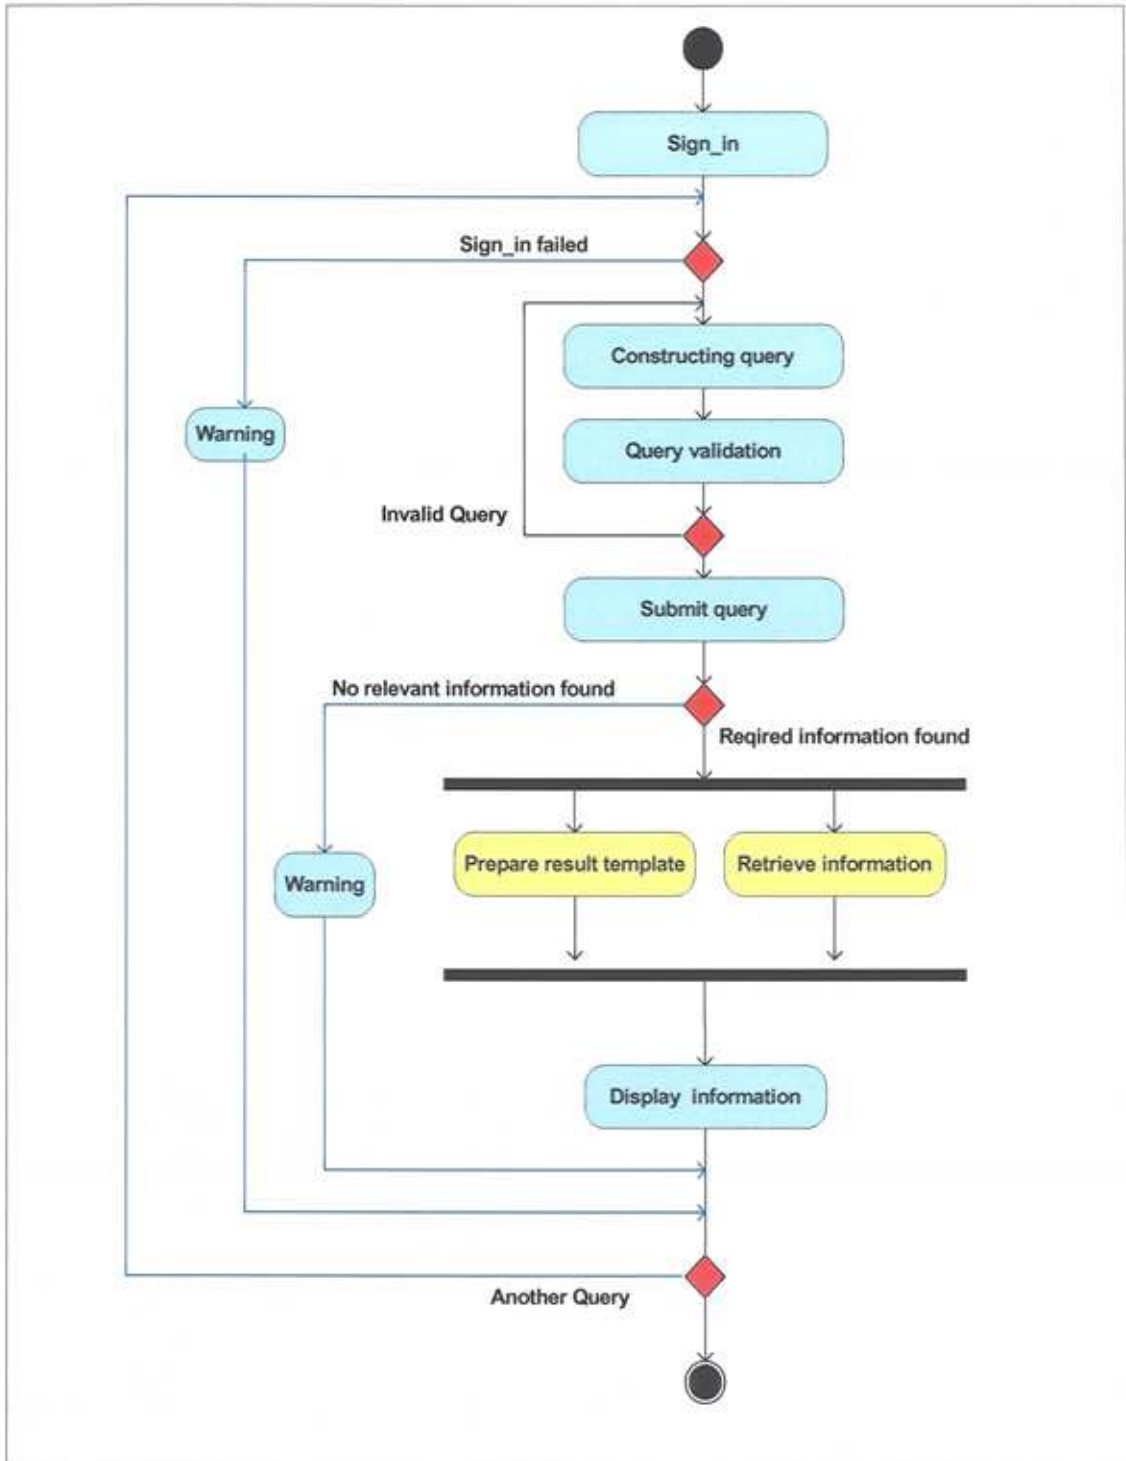 Sign_in
Sign_in failed
Constructing query
Warning
Query validation
Invalid Query
Submit query
No relevant information found
Reqired information found
Prepare result template
Retrieve information
Warning
Display information
Another Query